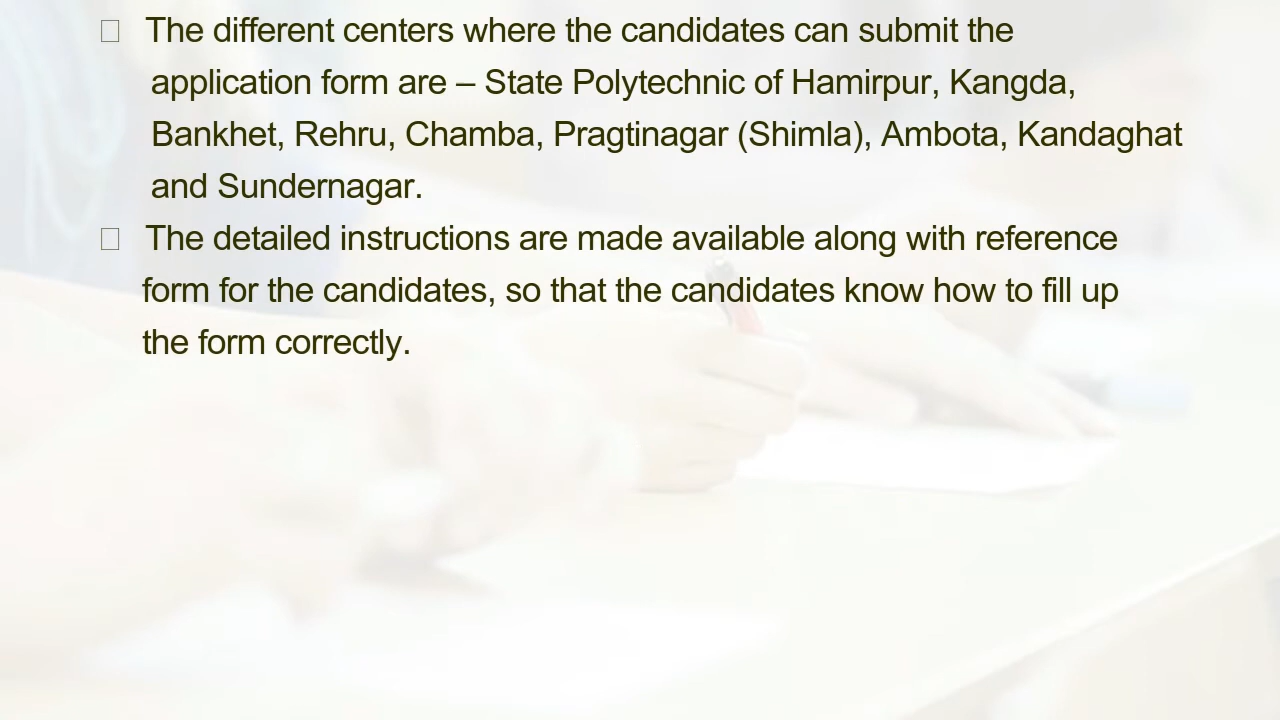 The different centers where the candidates can submit the
application form are – State Polytechnic of Hamirpur, Kangda,
Bankhet, Rehru, Chamba, Pragtinagar (Shimla), Ambota, Kandaghat
and Sundernagar.
The detailed instructions are made available along with reference
form for the candidates, so that the candidates know how to fill up
the form correctly.